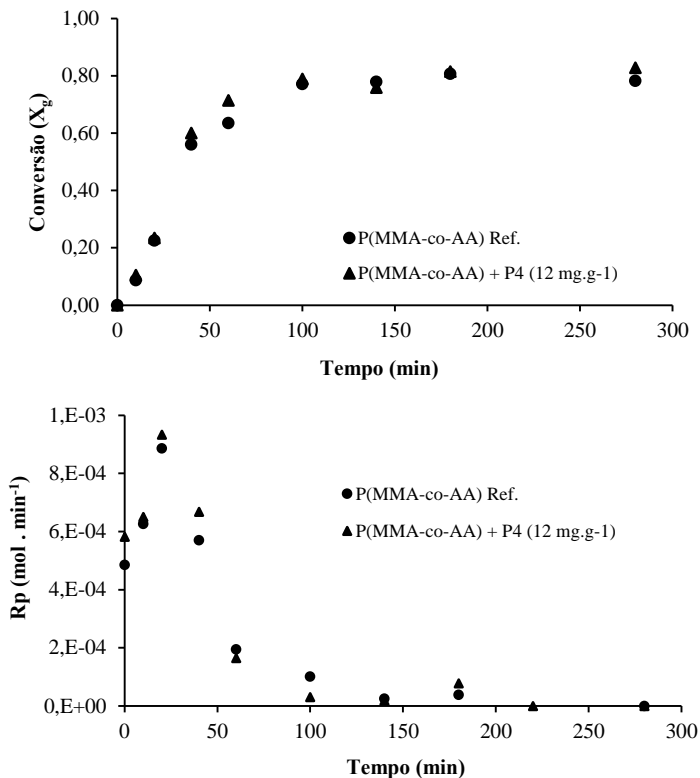 1,00
0,80
0,60
0,40
0,20
0,00
Conversão (Xg)
P(MMA-co-AA) Ref.
P(MMA-co-AA) + P4 (12 mg.g-1)
0 50 100 150 200 250 300
Tempo (min)
1,E-03
8,E-04
6,E-04
4,E-04
2,E-04
0,E+00
Rp (mol . min⁻¹)
P(MMA-co-AA) Ref.
P(MMA-co-AA) + P4 (12 mg.g-1)
0 50 100 150 200 250 300
Tempo (min)